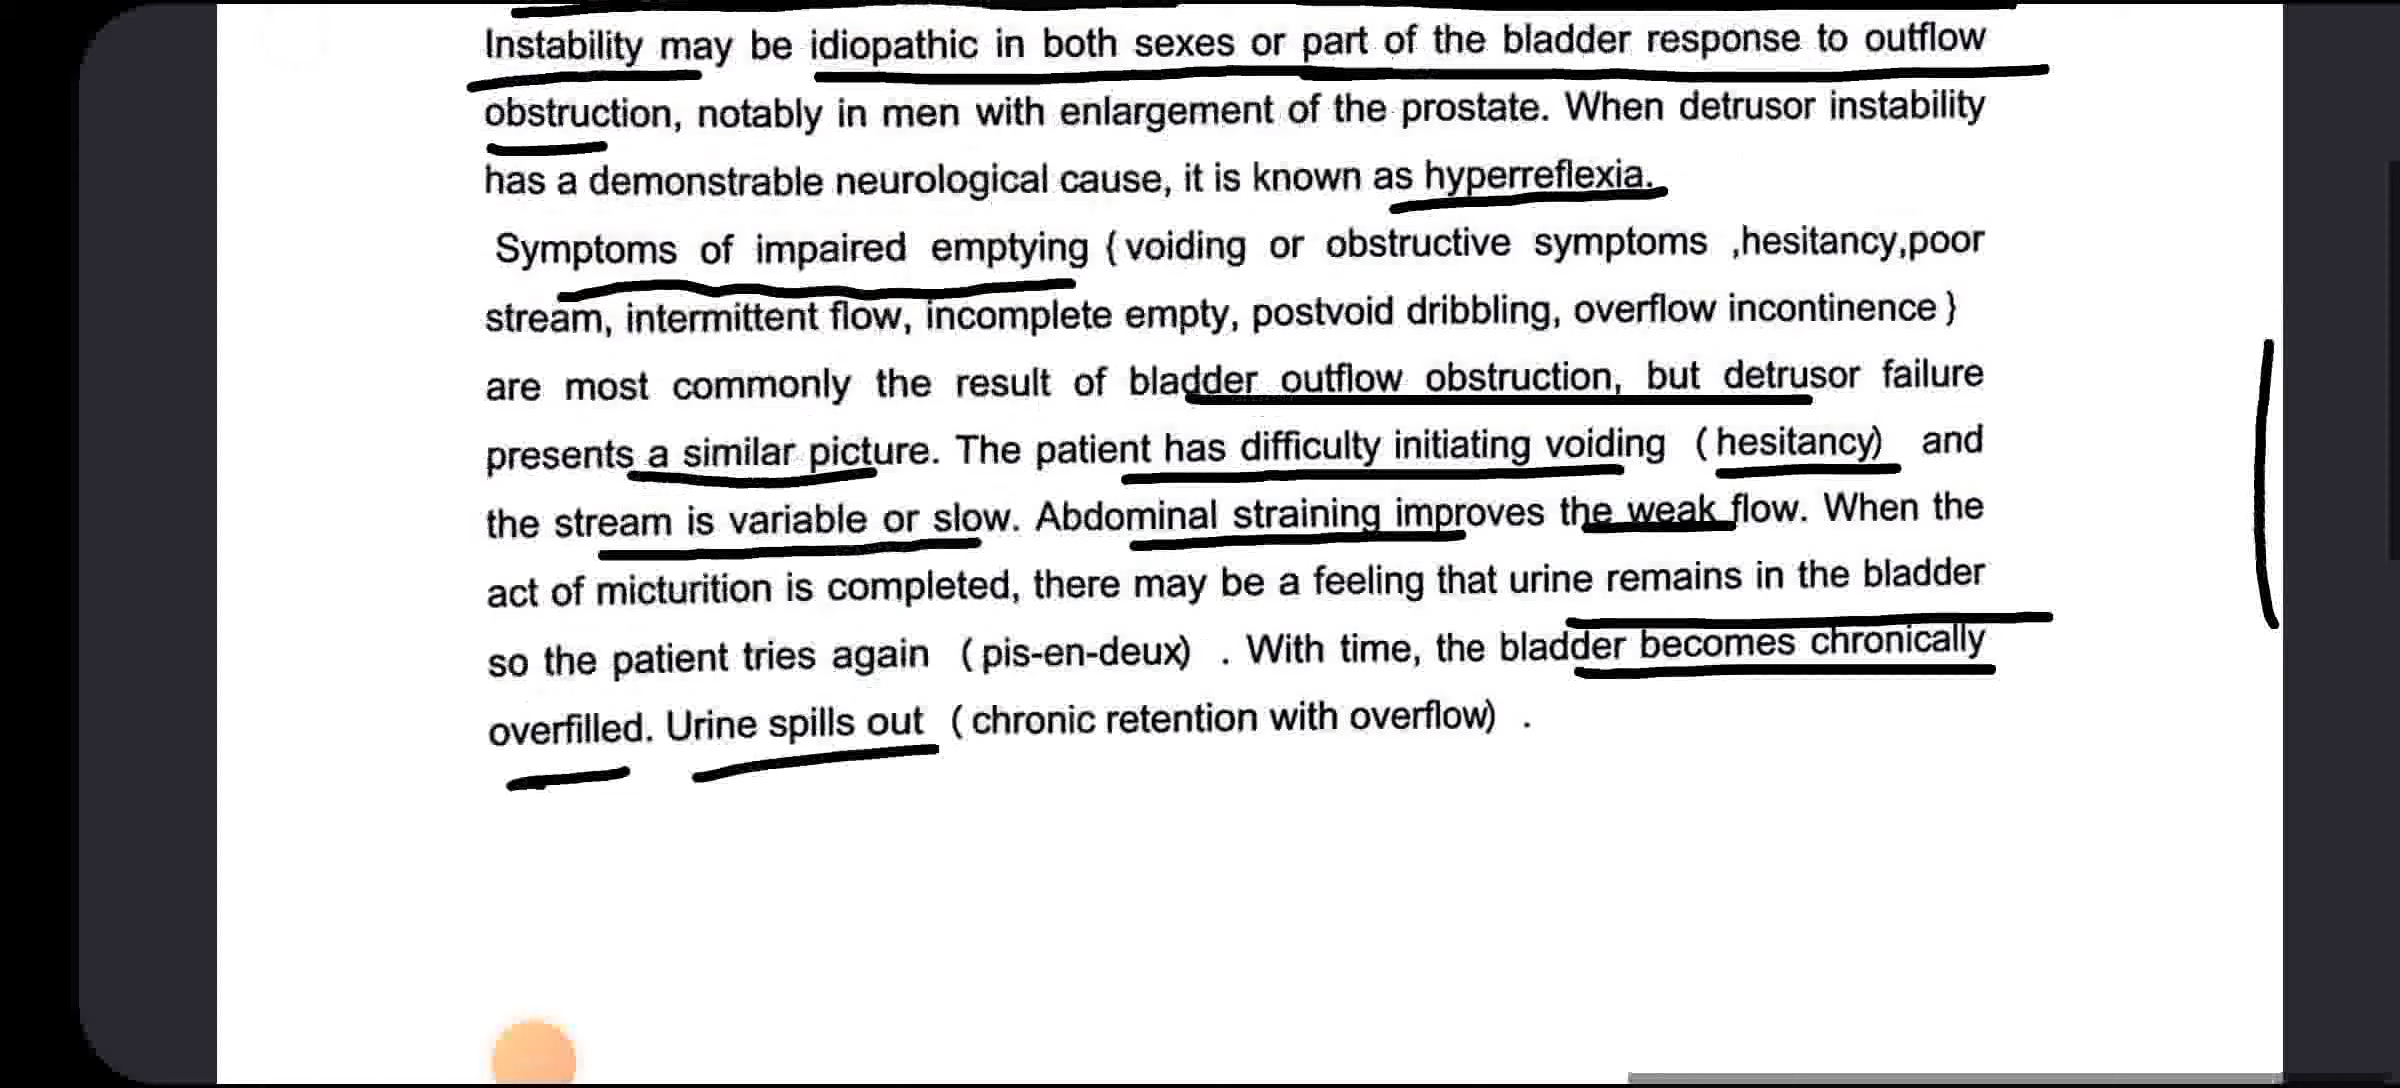 Instability may be idiopathic in both sexes or part of the bladder response to outflow
obstruction, notably in men with enlargement of the prostate. When detrusor instability
has a demonstrable neurological cause, it is known as hyperreflexia.
Symptoms of impaired emptying (voiding or obstructive symptoms ,hesitancy,poor
stream, intermittent flow, incomplete empty, postvoid dribbling, overflow incontinence}
are most commonly the result of bladder outflow obstruction, but detrusor failure
presents a similar picture. The patient has difficulty initiating voiding (hesitancy) and
the stream is variable or slow. Abdominal straining improves the weak flow. When the
act of micturition is completed, there may be a feeling that urine remains in the bladder
so the patient tries again (pis-en-deux) . With time, the bladder becomes chronically
overfilled. Urine spills out (chronic retention with overflow) .